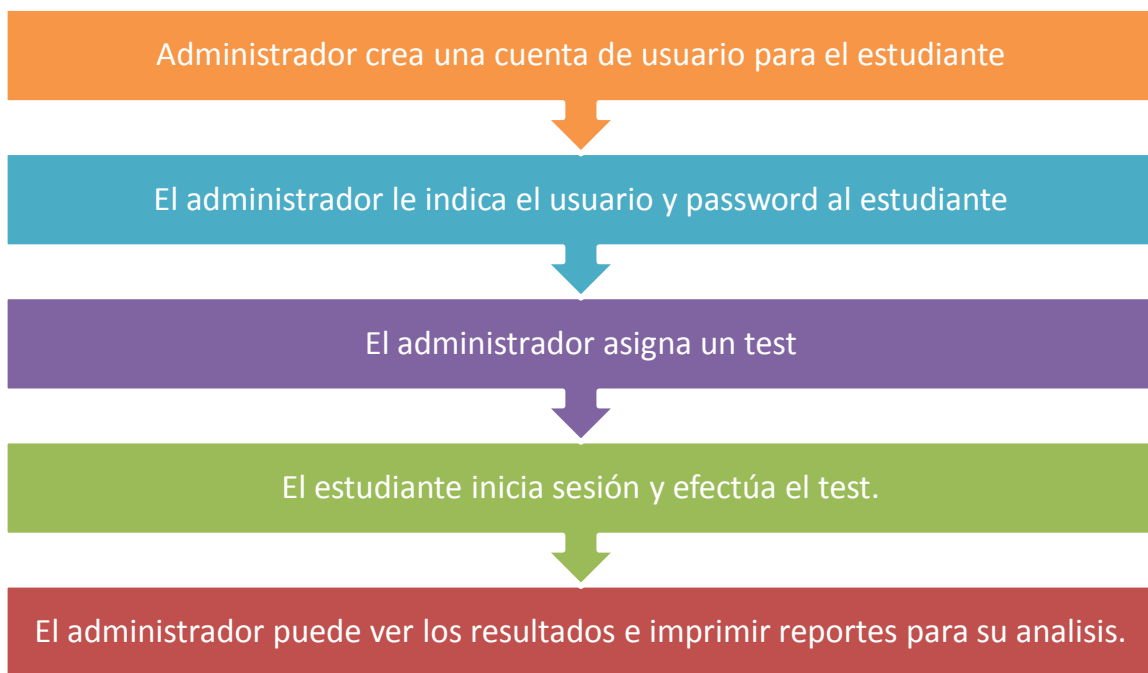 Administrador crea una cuenta de usuario para el estudiante
El administrador le indica el usuario y password al estudiante
El administrador asigna un test
El estudiante inicia sesión y efectúa el test.
El administrador puede ver los resultados e imprimir reportes para su analisis.